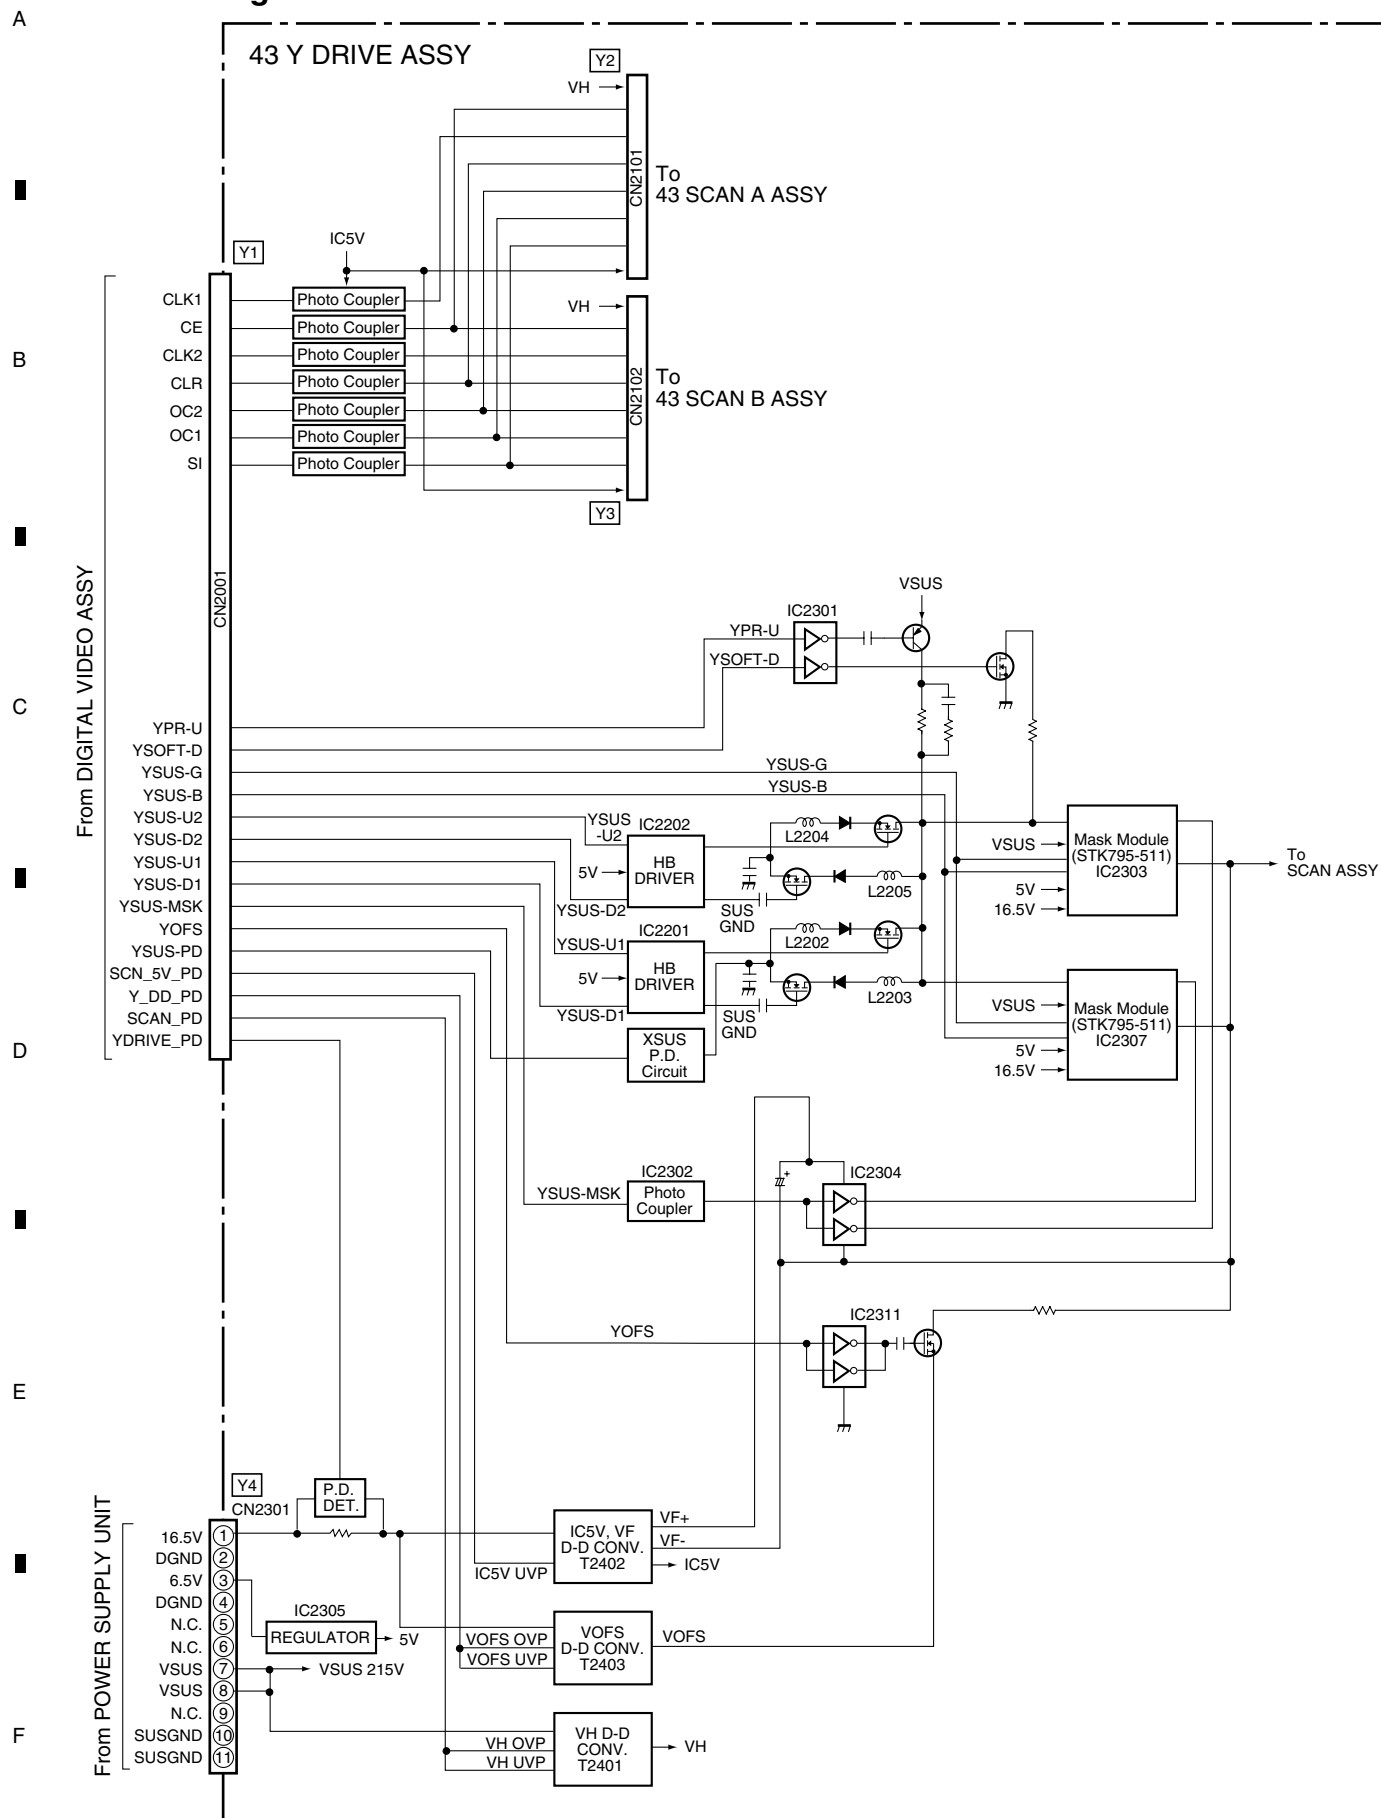 A
g
43 Y DRIVE ASSY
Y2
VH
CN2101
To
43 SCAN A ASSY
IC5V
Y1
CLK1
Photo Coupler
CE
Photo Coupler
CLK2
Photo Coupler
CLR
Photo Coupler
OC2
Photo Coupler
OC1
Photo Coupler
SI
Photo Coupler
VH
CN2102
To
43 SCAN B ASSY
Y3
B
CN2001
From DIGITAL VIDEO ASSY
VSUS
IC2301
YPR-U
YSOFT-D
C
YPR-U
YSOFT-D
YSUS-G
YSUS-B
YSUS-U2
YSUS-D2
YSUS-U1
YSUS-D1
YSUS-MSK
YOFS
YSUS-PD
SCN_5V_PD
Y_DD_PD
SCAN_PD
YDRIVE_PD
YSUS-G
YSUS-B
YSUS
-U2
IC2202
HB
DRIVER
5V
YSUS-D2
L2204
L2205
SUS
GND
YSUS-U1
IC2201
HB
DRIVER
5V
YSUS-D1
L2202
L2203
SUS
GND
XSUS
P.D.
Circuit
VSUS
Mask Module
(STK795-511)
IC2303
5V
16.5V
To
SCAN ASSY
VSUS
Mask Module
(STK795-511)
IC2307
5V
16.5V
D
IC2302
YSUS-MSK
Photo
Coupler
+
IC2304
YOFS
IC2311
E
Y4
CN2301
P.D.
DET.
From POWER SUPPLY UNIT
16.5V
1
DGND
2
6.5V
3
DGND
4
N.C.
5
N.C.
6
VSUS
7
VSUS
8
N.C.
9
SUSGND
10
SUSGND
11
IC2305
REGULATOR
5V
VSUS 215V
IC5V UVP
IC5V, VF
D-D CONV.
T2402
VF+
VF-
IC5V
VOFS OVP
VOFS UVP
VOFS
D-D CONV.
T2403
VOFS
VH OVP
VH UVP
VH D-D
CONV.
T2401
VH
F